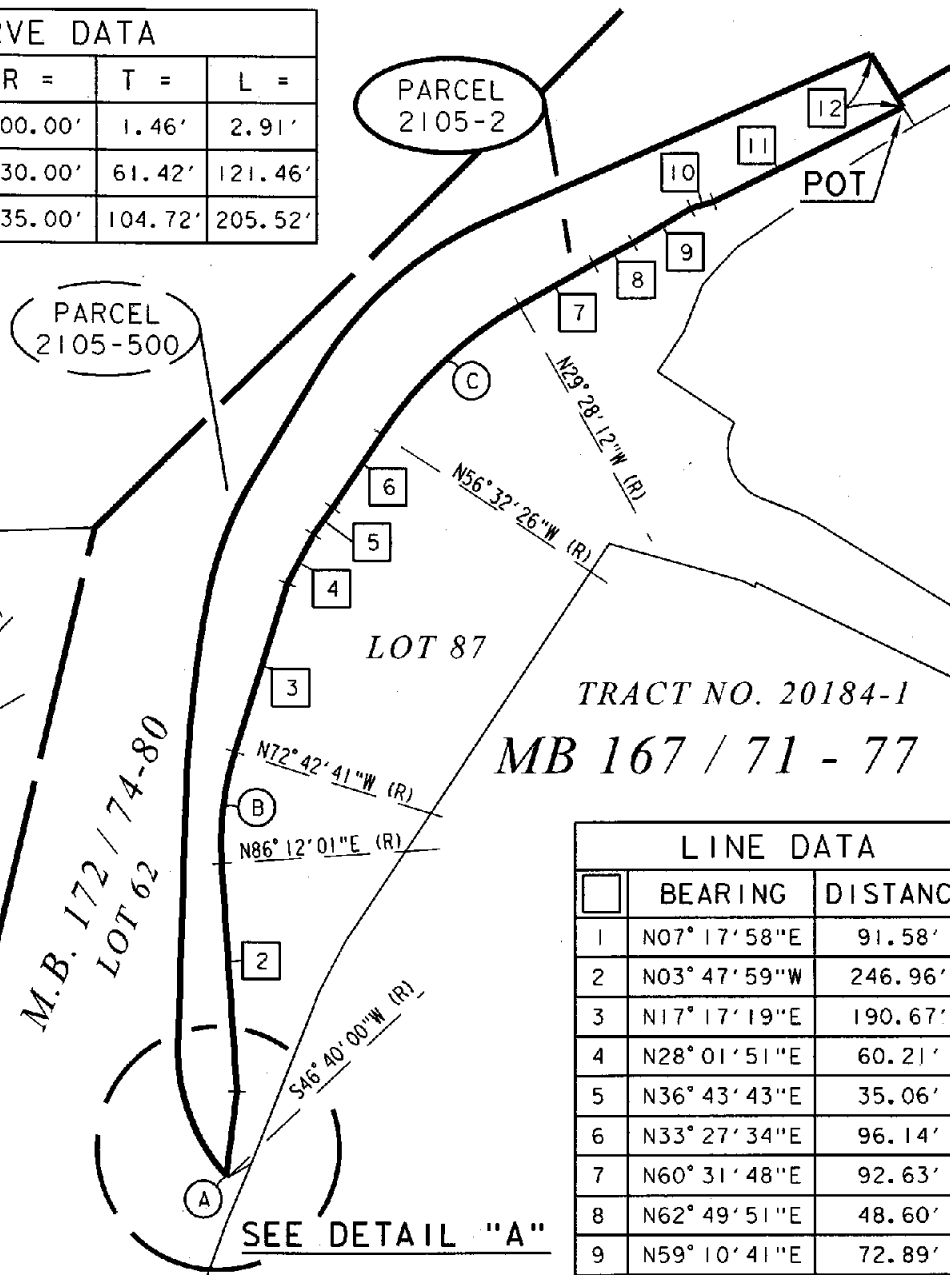 RVE DATA
R = T = L =
00.00' 1.46' 2.91'
30.00' 61.42' 121.46'
35.00' 104.72' 205.52'
PARCEL
2105-2
12
11
10
POT
9
8
7
PARCEL
2105-500
C
N29°28'12"W (R)
N56°32'26"W (R)
6
5
4
LOT 87
3
TRACT NO. 20184-1
MB 167 / 71 - 77
N72°42'41"W (R)
B
N86°12'01"E (R)
M.B. 172 / 74-80
LOT 62
2
S46°40'00"W (R)
A
SEE DETAIL "A"
LINE DATA
BEARING DISTANC
1 N07°17'58"E 91.58'
2 N03°47'59"W 246.96'
3 N17°17'19"E 190.67'
4 N28°01'51"E 60.21'
5 N36°43'43"E 35.06'
6 N33°27'34"E 96.14'
7 N60°31'48"E 92.63'
8 N62°49'51"E 48.60'
9 N59°10'41"E 72.89'